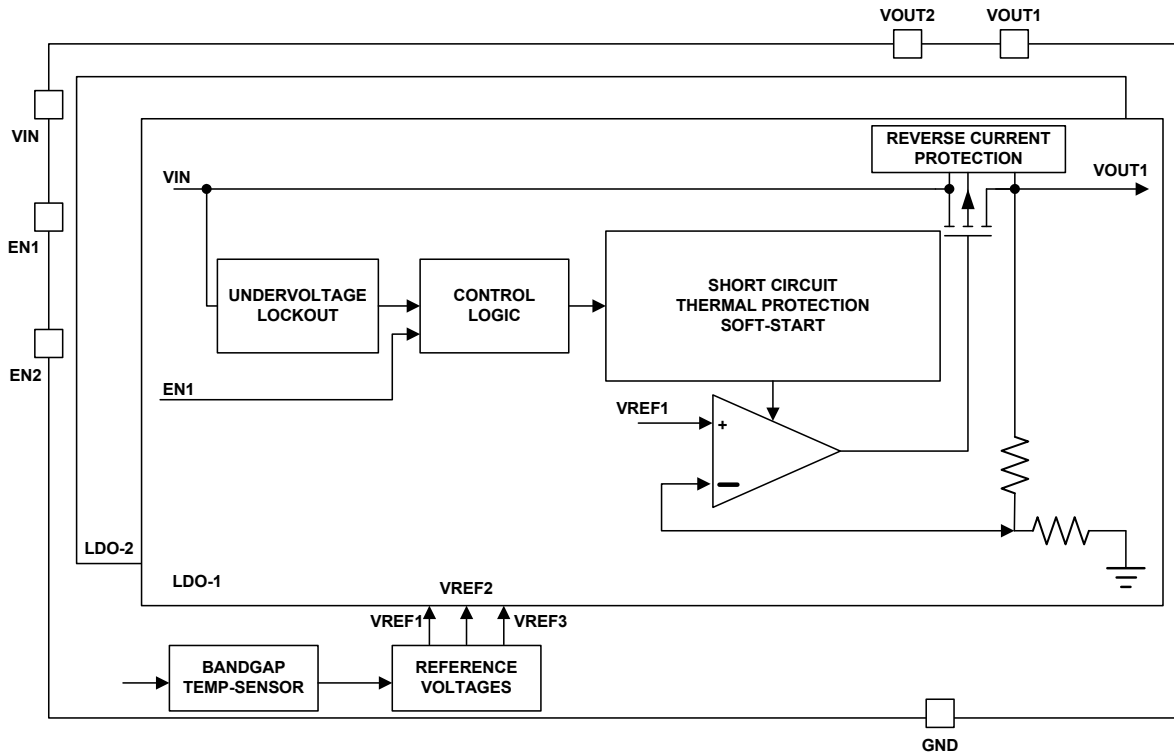 VOUT2
VOUT1
VIN
EN1
EN2
REVERSE CURRENT
PROTECTION
VIN
VOUT1
UNDERVOLTAGE
LOCKOUT
CONTROL
LOGIC
SHORT CIRCUIT
THERMAL PROTECTION
SOFT-START
EN1
VREF1
+
LDO-2
LDO-1
VREF1
VREF2
VREF3
BANDGAP
TEMP-SENSOR
REFERENCE
VOLTAGES
GND